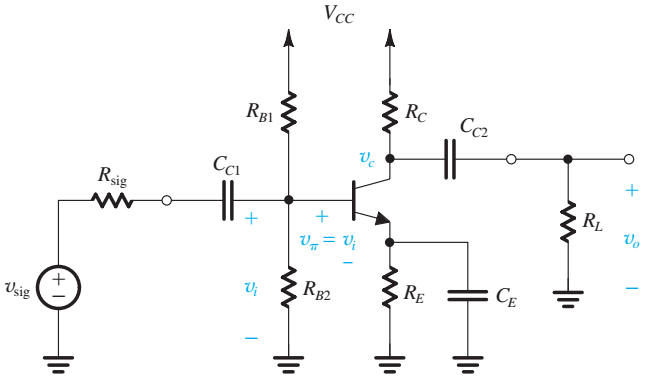 V_CC
R_B1
R_C
C_C2
v_c
C_C1
R_sig
+
+
+
v_π = v_i
−
R_L
v_o
v_sig
+
−
v_i
R_B2
R_E
C_E
−
−